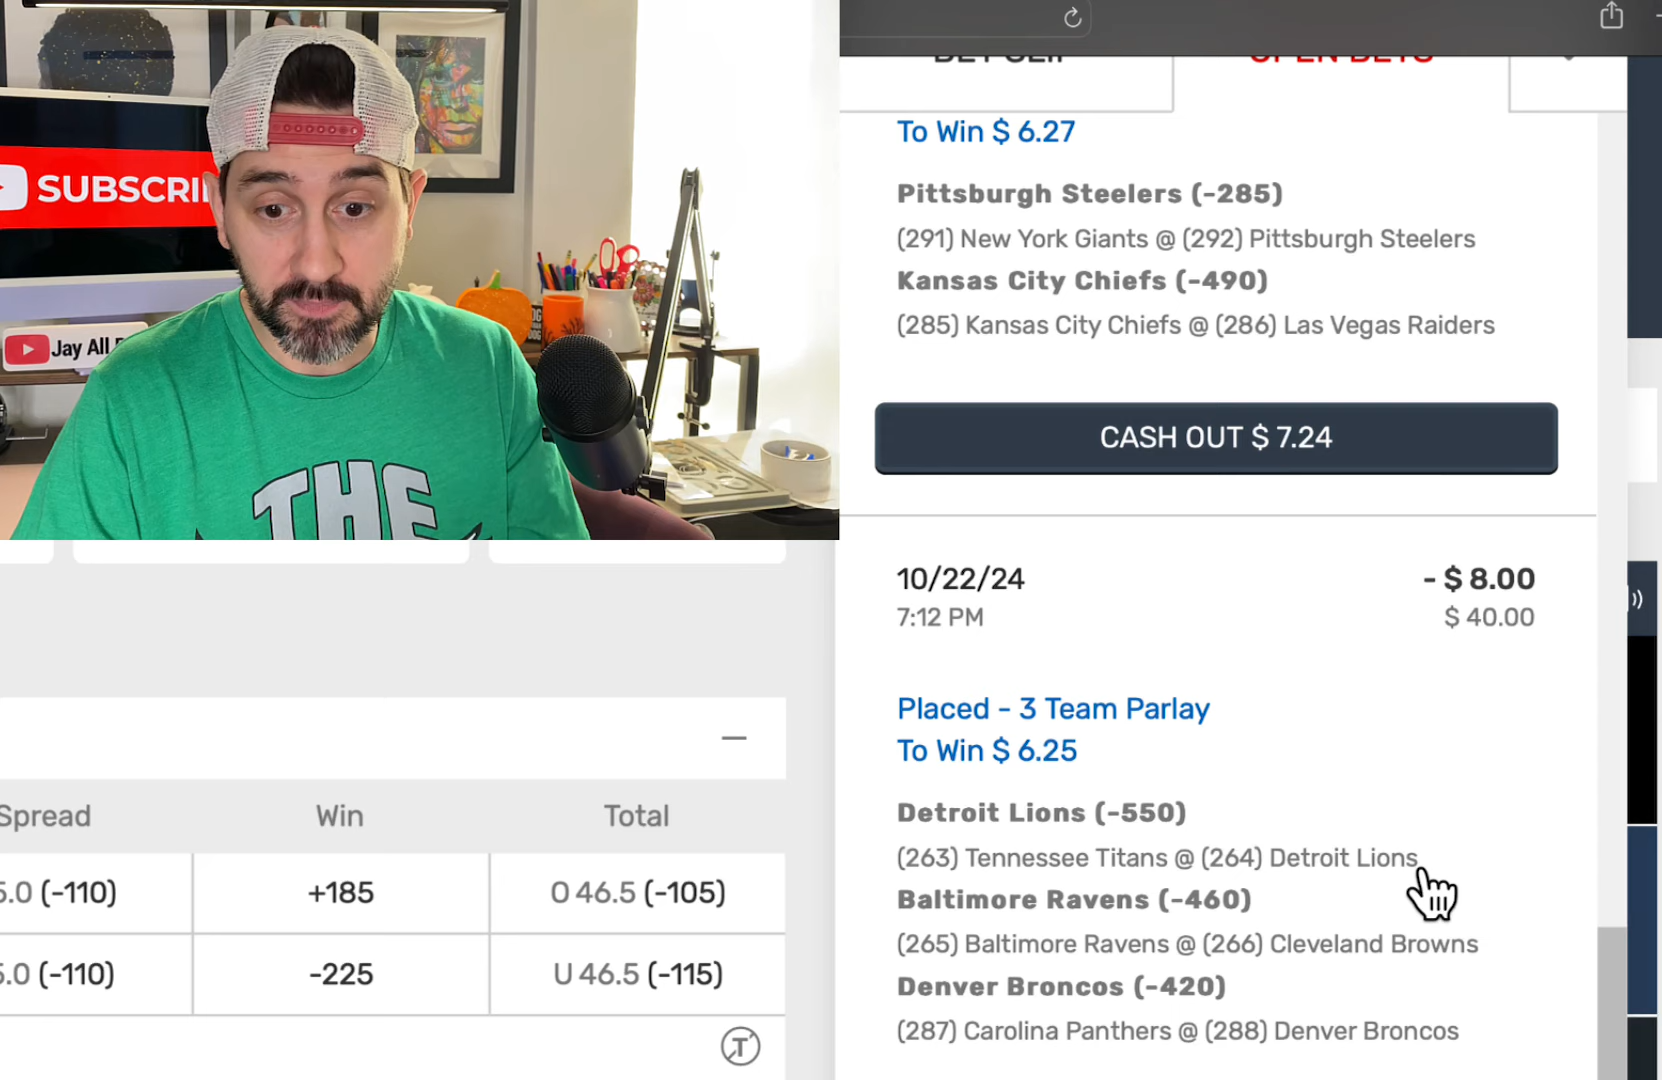 SUBSCRI
Jay All
THE
To Win $ 6.27
Pittsburgh Steelers (-285)
(291) New York Giants @ (292) Pittsburgh Steelers
Kansas City Chiefs (-490)
(285) Kansas City Chiefs @ (286) Las Vegas Raiders
CASH OUT $ 7.24
10/22/24
- $ 8.00
7:12 PM
$ 40.00
Placed - 3 Team Parlay
To Win $ 6.25
Detroit Lions (-550)
(263) Tennessee Titans @ (264) Detroit Lions
Baltimore Ravens (-460)
(265) Baltimore Ravens @ (266) Cleveland Browns
Denver Broncos (-420)
(287) Carolina Panthers @ (288) Denver Broncos
Spread Win Total
5.0 (-110) +185 O 46.5 (-105)
5.0 (-110) -225 U 46.5 (-115)